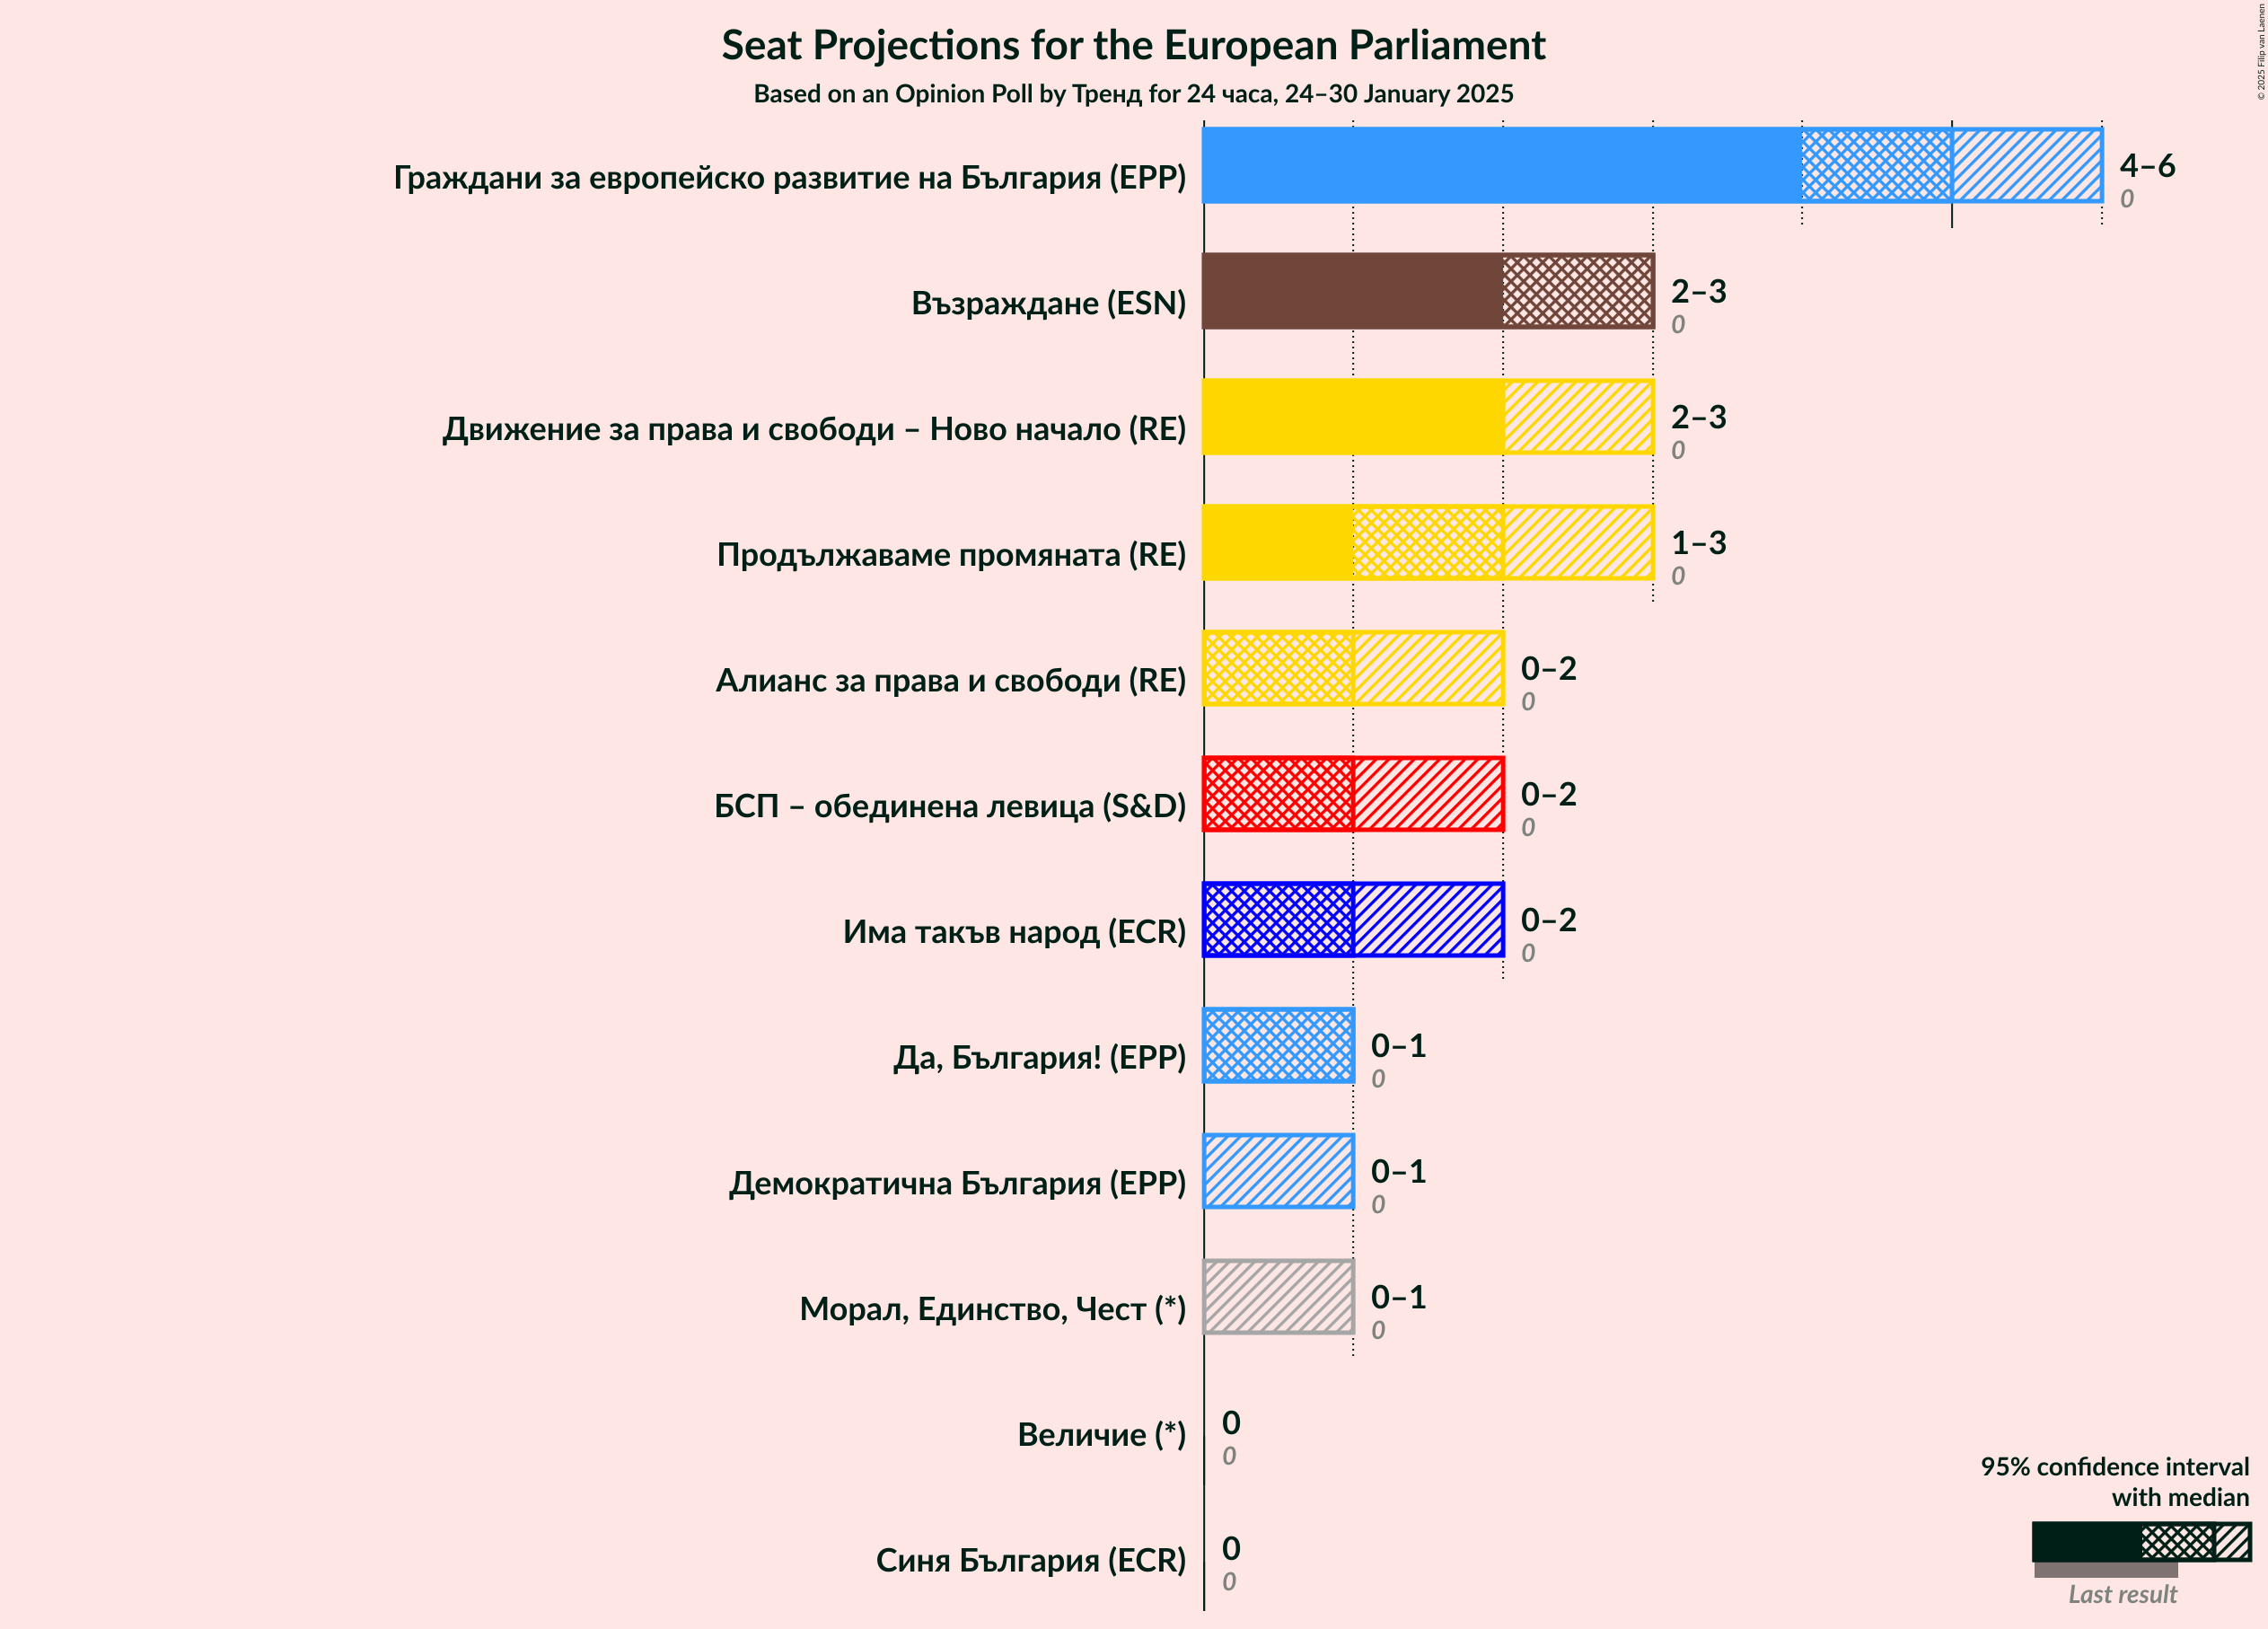 Seat Projections for the European Parliament
Based on an Opinion Poll by Тренд for 24 часа, 24–30 January 2025
© 2025 Filip van Laenen
Граждани за европейско развитие на България (EPP)
4–6
0
Възраждане (ESN)
2–3
0
Движение за права и свободи – Ново начало (RE)
2–3
0
Продължаваме промяната (RE)
1–3
0
Алианс за права и свободи (RE)
0–2
0
БСП – обединена левица (S&D)
0–2
0
Има такъв народ (ECR)
0–2
0
Да, България! (EPP)
0–1
0
Демократична България (EPP)
0–1
0
Морал, Единство, Чест (*)
0–1
0
Величие (*)
0
0
Синя България (ECR)
0
0
95% confidence interval
with median
Last result